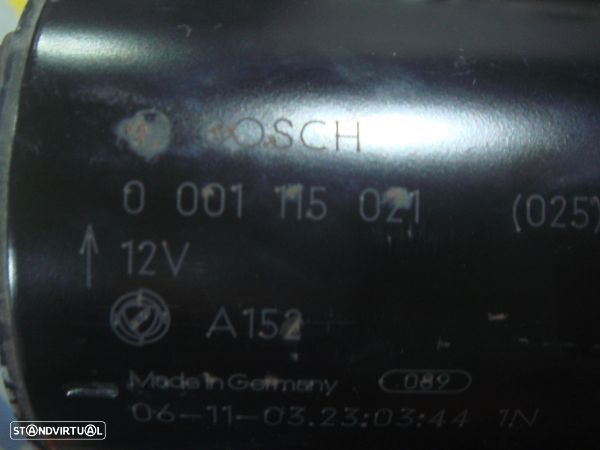 BOSCH
0 001 115 021 (025)
12V
A152
Made in Germany 089
06-11-03.23:03:44 1N
STANDVIRTUAL